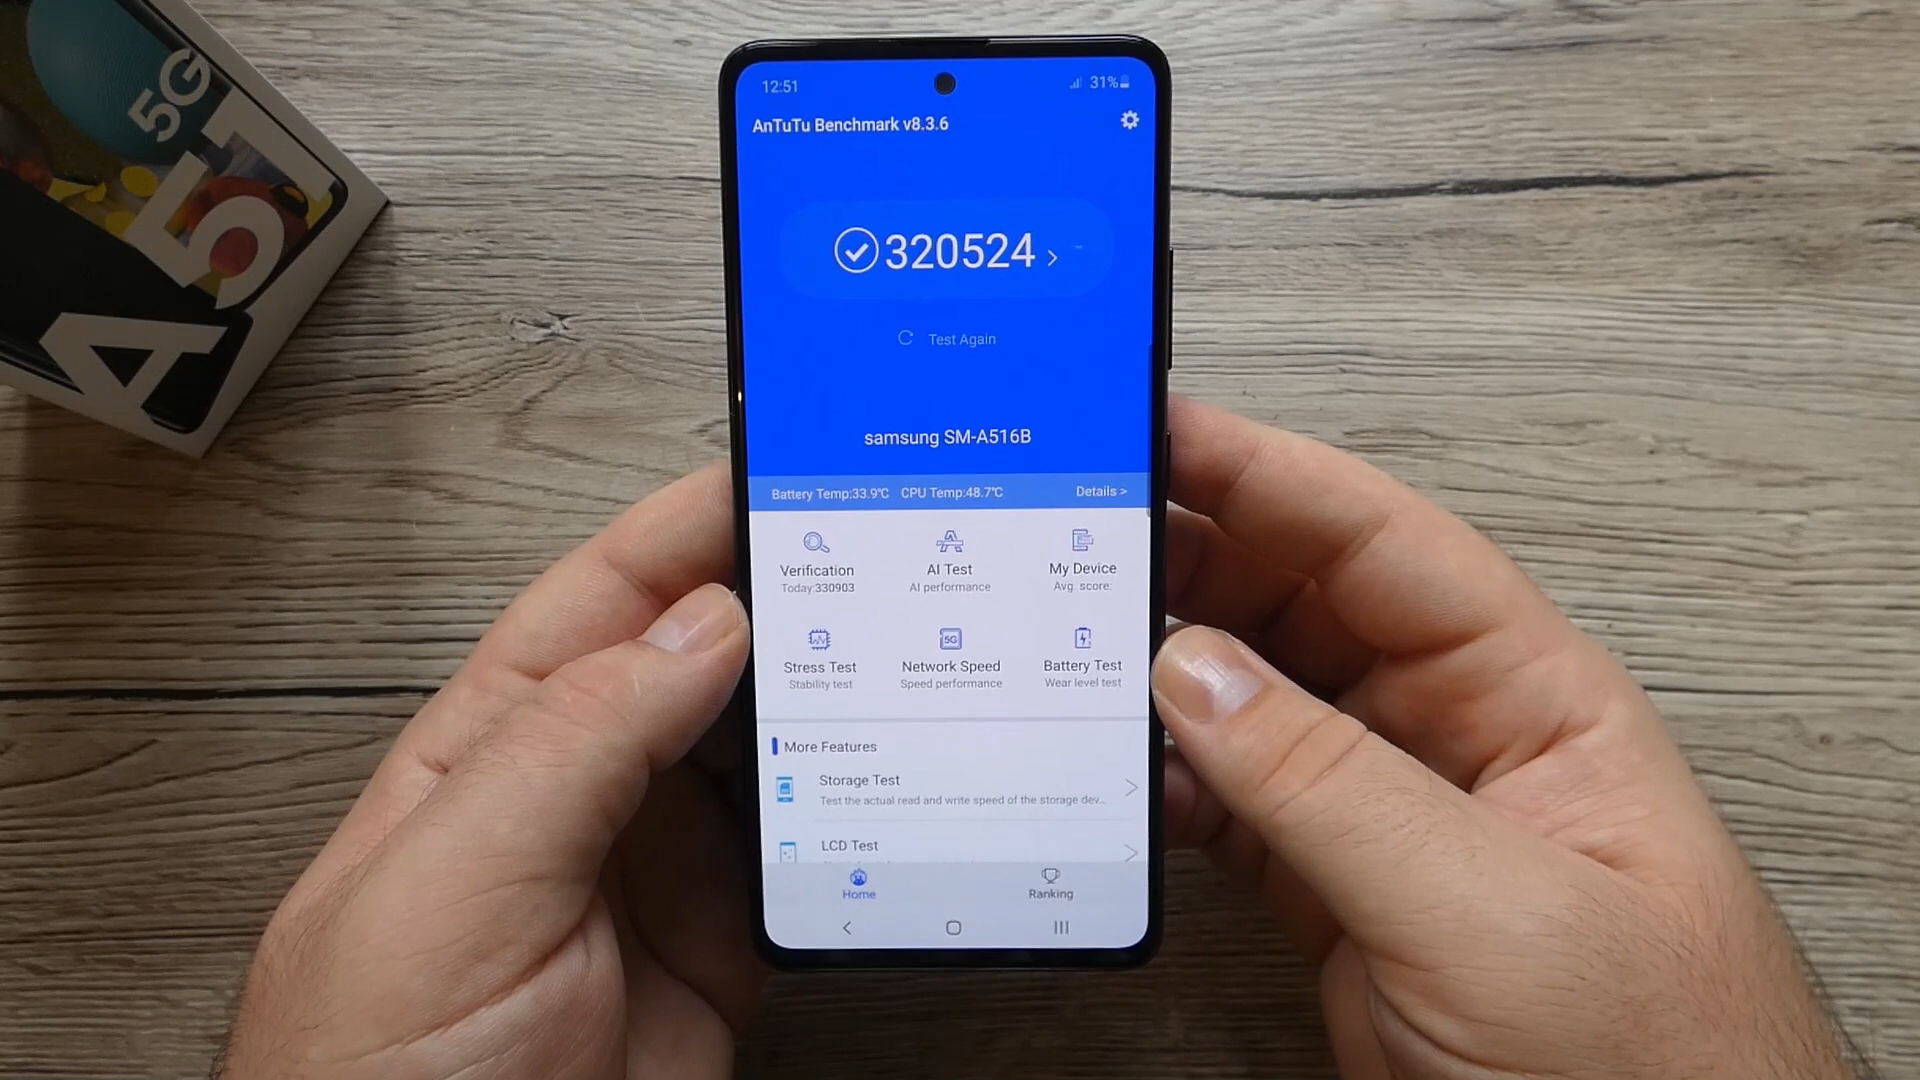 A51
5G
12:51
31%
AnTuTu Benchmark v8.3.6
320524 >
Test Again
samsung SM-A516B
Battery Temp:33.9℃ CPU Temp:48.7℃ Details >
Verification
Today:330903
AI Test
AI performance
My Device
Avg. score:
Stress Test
Stability test
5G
Network Speed
Speed performance
Battery Test
Wear level test
More Features
Storage Test
Test the actual read and write speed of the storage dev...
LCD Test
Home
Ranking